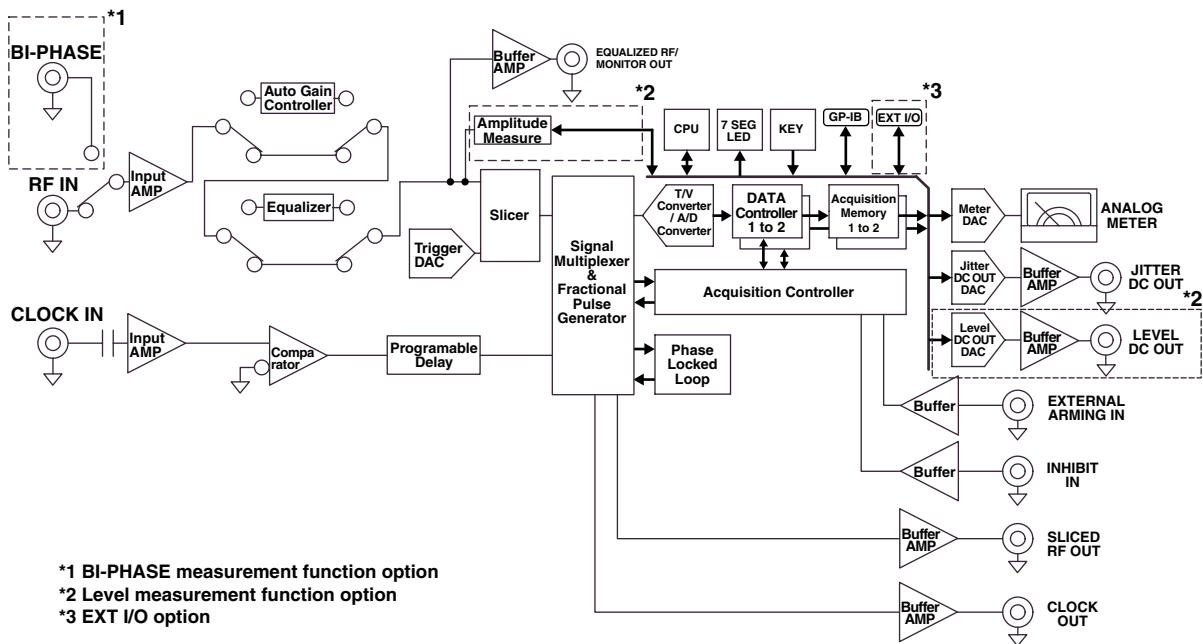 *1
BI-PHASE
RF IN
Input
AMP
Auto Gain
Controller
Equalizer
Buffer
AMP
EQUALIZED RF/
MONITOR OUT
*2
Amplitude
Measure
Slicer
Trigger
DAC
CPU
7 SEG
LED
KEY
GP-IB
*3
EXT I/O
Signal
Multiplexer
&
Fractional
Pulse
Generator
T/V
Converter
/ A/D
Converter
DATA
Controller
1 to 2
Acquisition
Memory
1 to 2
Meter
DAC
ANALOG
METER
Acquisition Controller
Jitter
DC OUT
DAC
Buffer
AMP
JITTER
DC OUT
*2
Level
DC OUT
DAC
Buffer
AMP
LEVEL
DC OUT
CLOCK IN
Input
AMP
Compa
rator
Programable
Delay
Phase
Locked
Loop
Buffer
EXTERNAL
ARMING IN
Buffer
INHIBIT
IN
Buffer
AMP
SLICED
RF OUT
Buffer
AMP
CLOCK
OUT
*1 BI-PHASE measurement function option
*2 Level measurement function option
*3 EXT I/O option